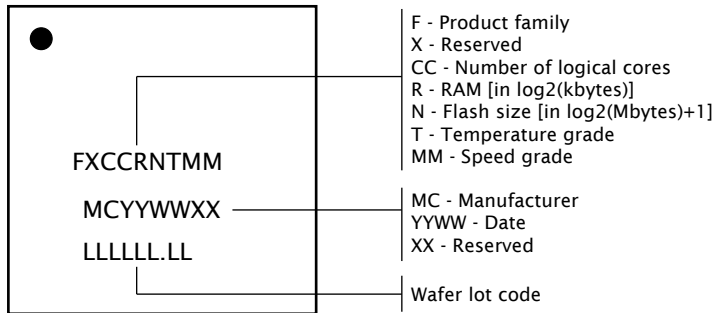 F - Product family
X - Reserved
CC - Number of logical cores
R - RAM [in log2(kbytes)]
N - Flash size [in log2(Mbytes)+1]
T - Temperature grade
MM - Speed grade
FXCCRNTMM
MCYYWWXX
MC - Manufacturer
YYWW - Date
XX - Reserved
LLLLLL.LL
Wafer lot code